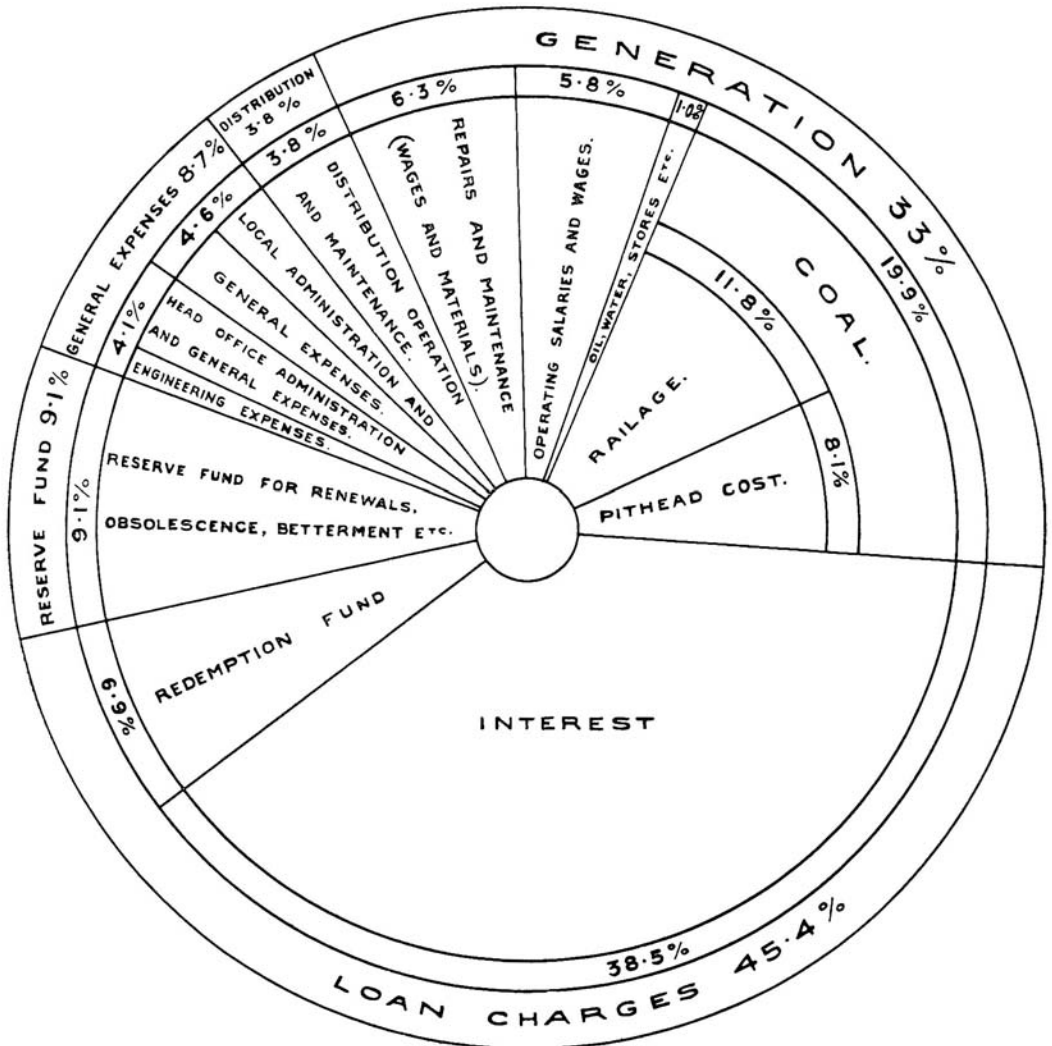 GENERATION 33%
DISTRIBUTION
3·8%
GENERAL EXPENSES 8·7%
RESERVE FUND 9·1%
LOAN CHARGES 45·4%
6·3%
5·8%
1·0%
19·9%
3·8%
4·6%
4·1%
9·1%
6·9%
38·5%
REPAIRS AND MAINTENANCE
(WAGES AND MATERIALS).
OPERATING SALARIES AND WAGES.
OIL, WATER, STORES ETC.
COAL.
11·8%
RAILAGE.
8·1%
PITHEAD COST.
DISTRIBUTION OPERATION
AND MAINTENANCE.
LOCAL ADMINISTRATION AND
GENERAL EXPENSES.
HEAD OFFICE ADMINISTRATION
AND GENERAL EXPENSES.
ENGINEERING EXPENSES.
RESERVE FUND FOR RENEWALS,
OBSOLESCENCE, BETTERMENT ETC.
REDEMPTION FUND
INTEREST